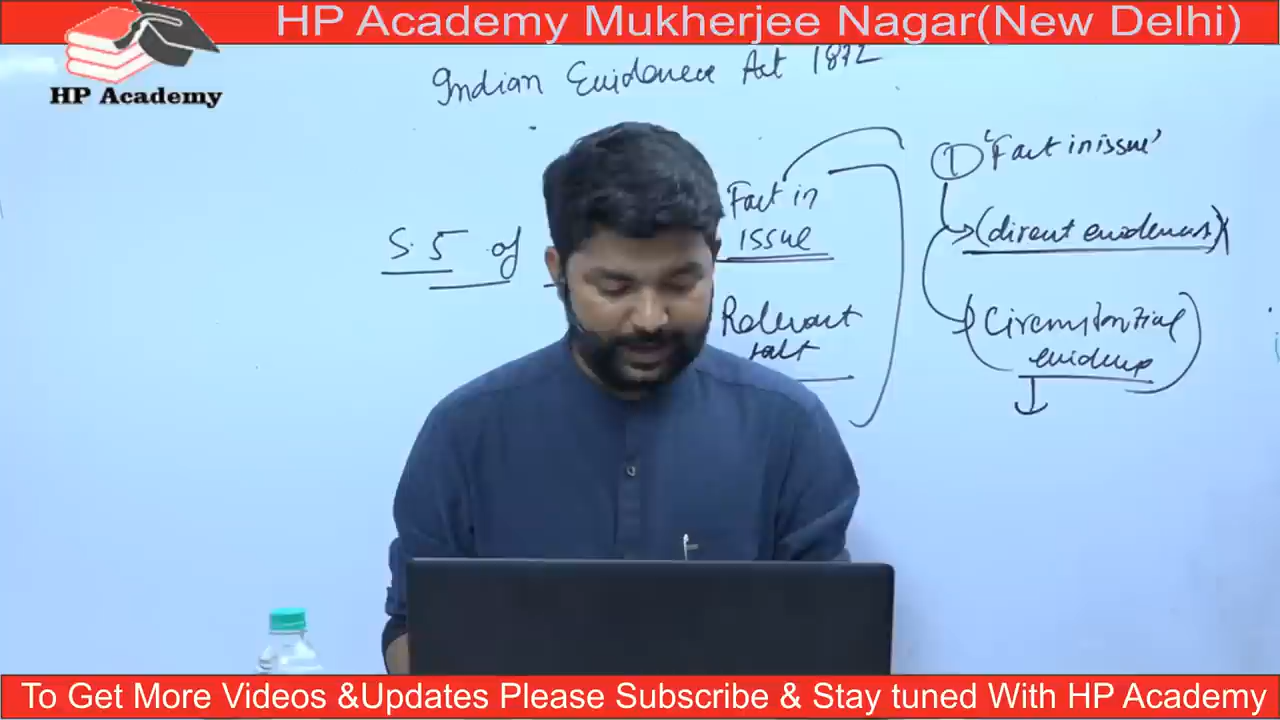 HP Academy Mukherjee Nagar(New Delhi)
HP Academy
Indian Evidence Act 1872
S. 5 of
Fact in
issue
Relevant
fact
① 'Fact in issue'
(direct evidences)
Circumstantial
evidence
To Get More Videos &Updates Please Subscribe & Stay tuned With HP Academy